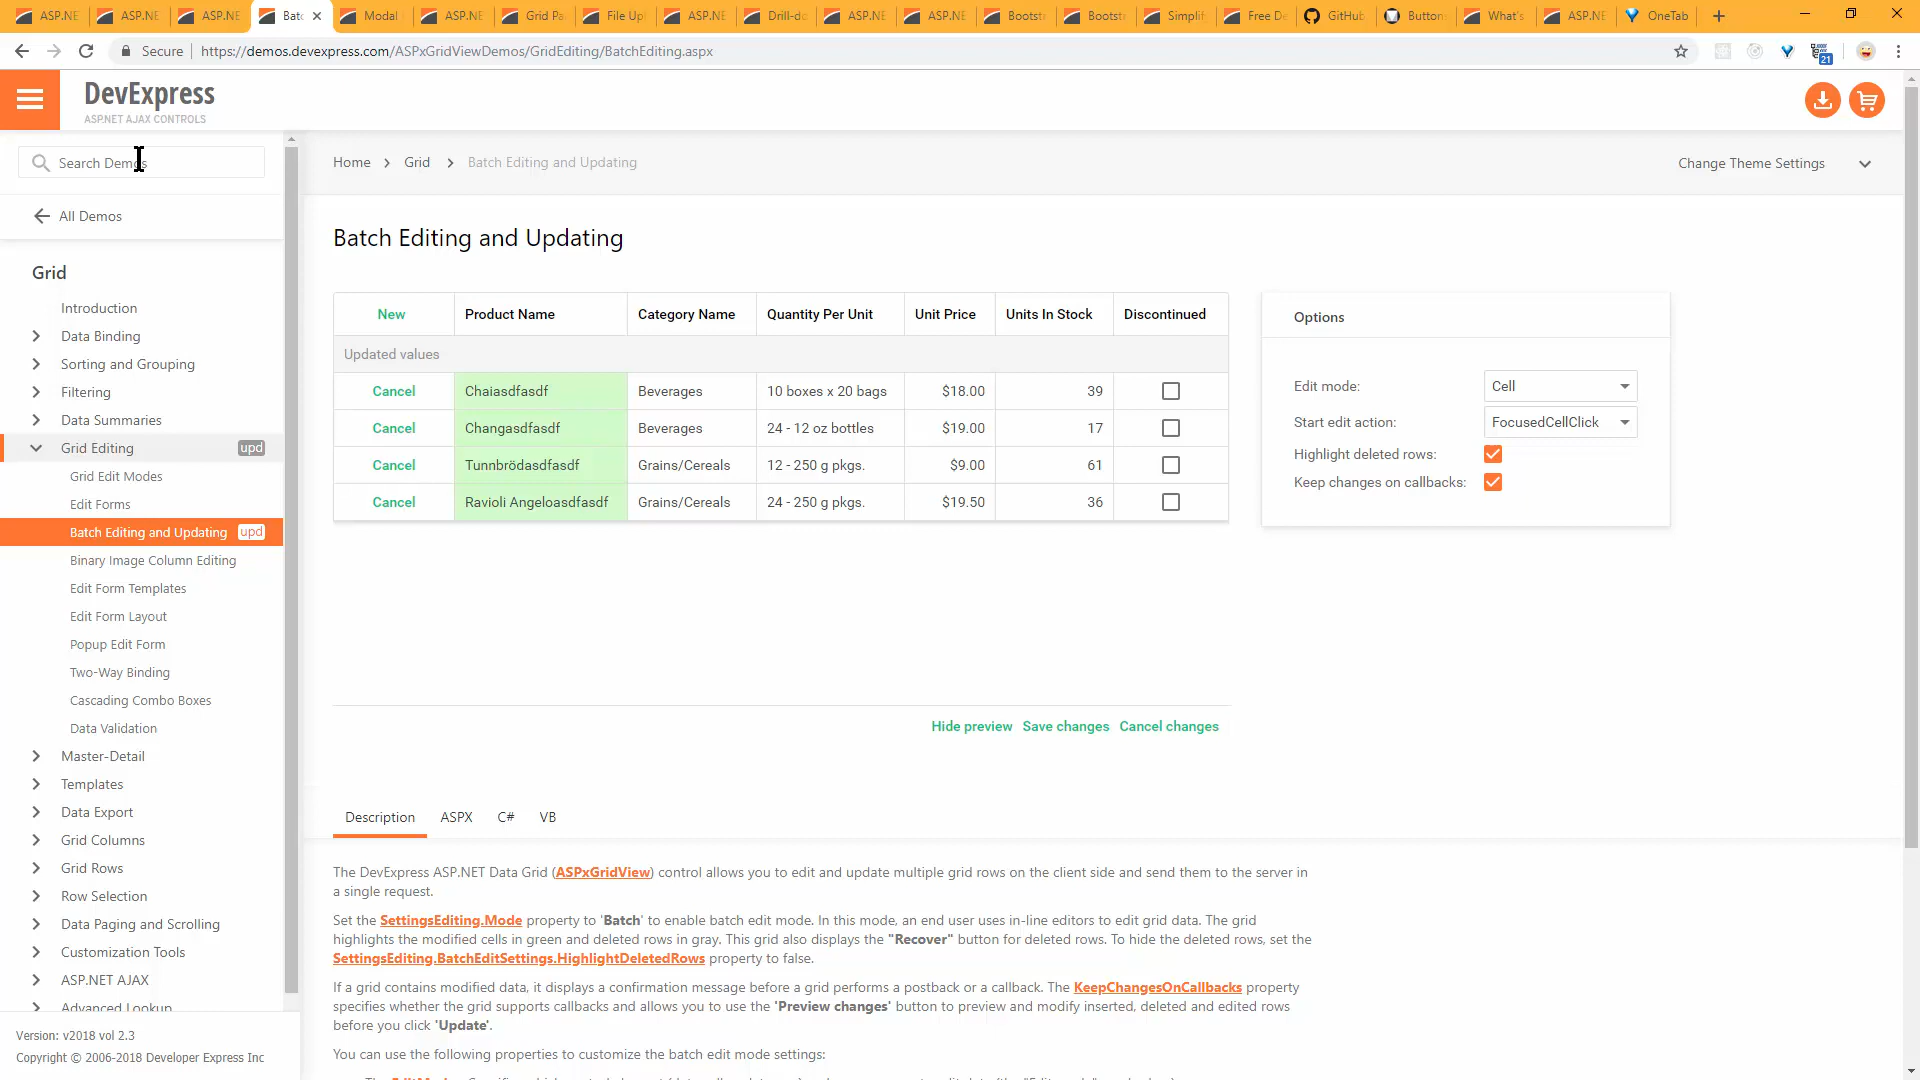 ASP.NE
ASP.NE
ASP.NE
Batc
Modal
ASP.NE
Grid Pa
File Upl
ASP.NE
Drill-do
ASP.NE
ASP.NE
Bootst
Bootst
Simplif
Free De
GitHub
Button
What's
ASP.NE
OneTab
Secure
https://demos.devexpress.com/ASPxGridViewDemos/GridEditing/BatchEditing.aspx
21
DevExpress
ASP.NET AJAX CONTROLS
Search Demos
All Demos
Grid
Introduction
Data Binding
Sorting and Grouping
Filtering
Data Summaries
Grid Editing upd
Grid Edit Modes
Edit Forms
Batch Editing and Updating upd
Binary Image Column Editing
Edit Form Templates
Edit Form Layout
Popup Edit Form
Two-Way Binding
Cascading Combo Boxes
Data Validation
Master-Detail
Templates
Data Export
Grid Columns
Grid Rows
Row Selection
Data Paging and Scrolling
Customization Tools
ASP.NET AJAX
Advanced Lookup
Version: v2018 vol 2.3
Copyright © 2006-2018 Developer Express Inc
Home > Grid > Batch Editing and Updating
Change Theme Settings
Batch Editing and Updating
New Product Name Category Name Quantity Per Unit Unit Price Units In Stock Discontinued
Updated values
Cancel Chaiasdfasdf Beverages 10 boxes x 20 bags $18.00 39
Cancel Changasdfasdf Beverages 24 - 12 oz bottles $19.00 17
Cancel Tunnbrödasdfasdf Grains/Cereals 12 - 250 g pkgs. $9.00 61
Cancel Ravioli Angeloasdfasdf Grains/Cereals 24 - 250 g pkgs. $19.50 36
Hide preview Save changes Cancel changes
Options
Edit mode: Cell
Start edit action: FocusedCellClick
Highlight deleted rows:
Keep changes on callbacks:
Description ASPX C# VB
The DevExpress ASP.NET Data Grid (ASPxGridView) control allows you to edit and update multiple grid rows on the client side and send them to the server in
a single request.
Set the SettingsEditing.Mode property to 'Batch' to enable batch edit mode. In this mode, an end user uses in-line editors to edit grid data. The grid
highlights the modified cells in green and deleted rows in gray. This grid also displays the "Recover" button for deleted rows. To hide the deleted rows, set the
SettingsEditing.BatchEditSettings.HighlightDeletedRows property to false.
If a grid contains modified data, it displays a confirmation message before a grid performs a postback or a callback. The KeepChangesOnCallbacks property
specifies whether the grid supports callbacks and allows you to use the 'Preview changes' button to preview and modify inserted, deleted and edited rows
before you click 'Update'.
You can use the following properties to customize the batch edit mode settings: